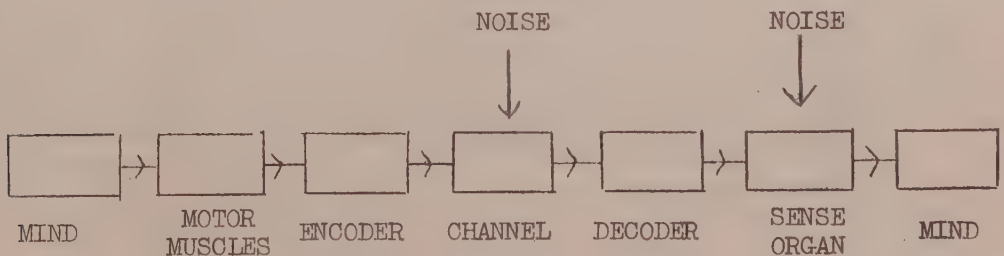 NOISE NOISE
MIND MOTOR MUSCLES ENCODER CHANNEL DECODER SENSE ORGAN MIND